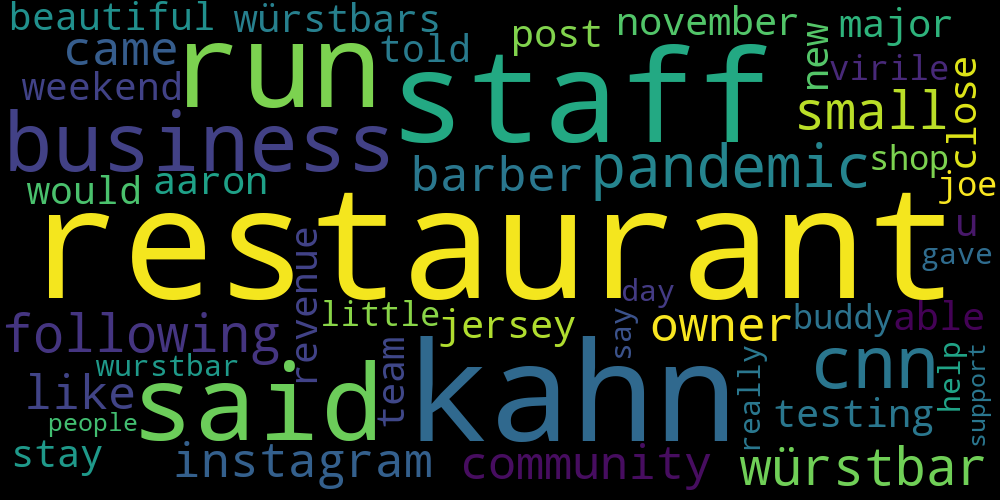 beautiful
würstbars
november
major
post
came
run
told
new
virile
weekend
staff
small
close
business
barber
pandemic
shop
would
aaron
joe
restaurant
u
gave
revenue
day
following
little
jersey
say
owner
buddy
able
wurstbar
team
kahn
really
cnn
help
support
like
said
people
testing
stay
instagram
community
würstbar